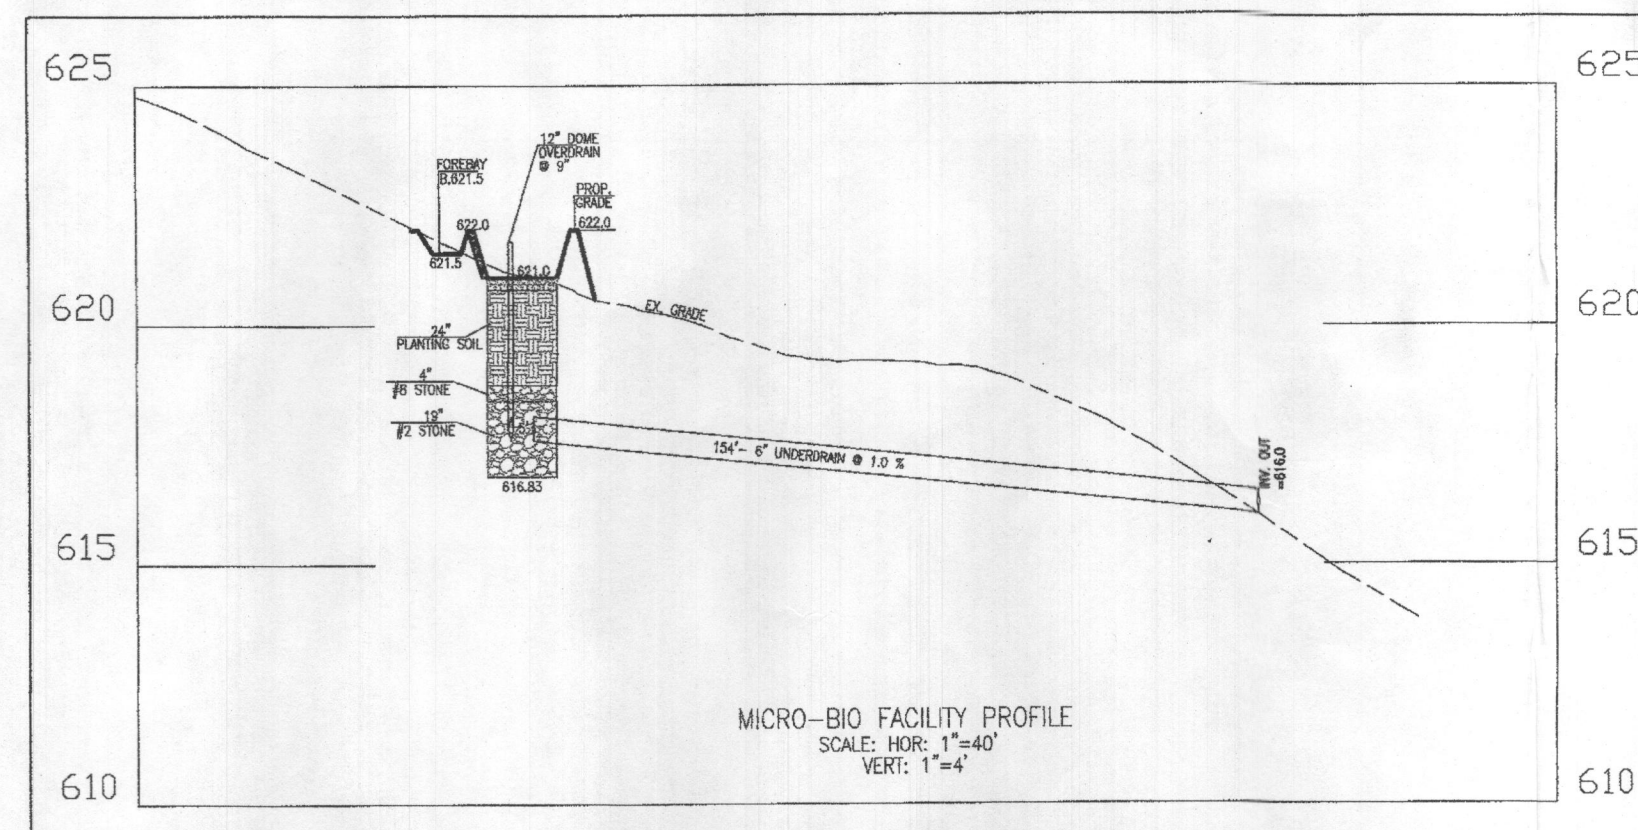 625
625
12" DOME
OVERDRAIN
@ 9"
FOREBAY
B.621.5
PROP.
GRADE
622.0
622.0
621.5
621.0
620
620
EX. GRADE
24"
PLANTING SOIL
4"
#8 STONE
19"
#2 STONE
154'- 6" UNDERDRAIN @ 1.0 %
INV. OUT
=616.0
616.83
615
615
MICRO-BIO FACILITY PROFILE
SCALE: HOR: 1"=40'
VERT: 1"=4'
610
610